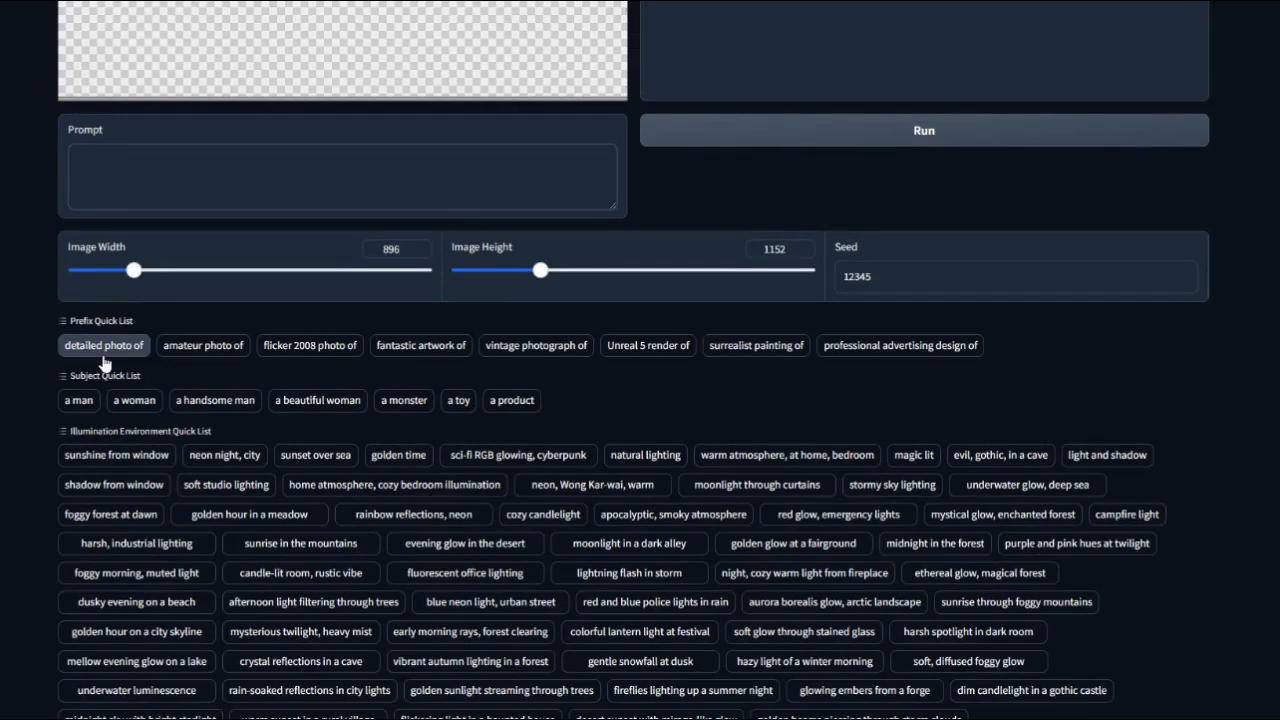 Prompt
Run
Image Width 896 Image Height 1152 Seed
12345
Prefix Quick List
detailed photo of amateur photo of flicker 2008 photo of fantastic artwork of vintage photograph of Unreal 5 render of surrealist painting of professional advertising design of
Subject Quick List
a man a woman a handsome man a beautiful woman a monster a toy a product
Illumination Environment Quick List
sunshine from window neon night, city sunset over sea golden time sci-fi RGB glowing, cyberpunk natural lighting warm atmosphere, at home, bedroom magic lit evil, gothic, in a cave light and shadow
shadow from window soft studio lighting home atmosphere, cozy bedroom illumination neon, Wong Kar-wai, warm moonlight through curtains stormy sky lighting underwater glow, deep sea
foggy forest at dawn golden hour in a meadow rainbow reflections, neon cozy candlelight apocalyptic, smoky atmosphere red glow, emergency lights mystical glow, enchanted forest campfire light
harsh, industrial lighting sunrise in the mountains evening glow in the desert moonlight in a dark alley golden glow at a fairground midnight in the forest purple and pink hues at twilight
foggy morning, muted light candle-lit room, rustic vibe fluorescent office lighting lightning flash in storm night, cozy warm light from fireplace ethereal glow, magical forest
dusky evening on a beach afternoon light filtering through trees blue neon light, urban street red and blue police lights in rain aurora borealis glow, arctic landscape sunrise through foggy mountains
golden hour on a city skyline mysterious twilight, heavy mist early morning rays, forest clearing colorful lantern light at festival soft glow through stained glass harsh spotlight in dark room
mellow evening glow on a lake crystal reflections in a cave vibrant autumn lighting in a forest gentle snowfall at dusk hazy light of a winter morning soft, diffused foggy glow
underwater luminescence rain-soaked reflections in city lights golden sunlight streaming through trees fireflies lighting up a summer night glowing embers from a forge dim candlelight in a gothic castle